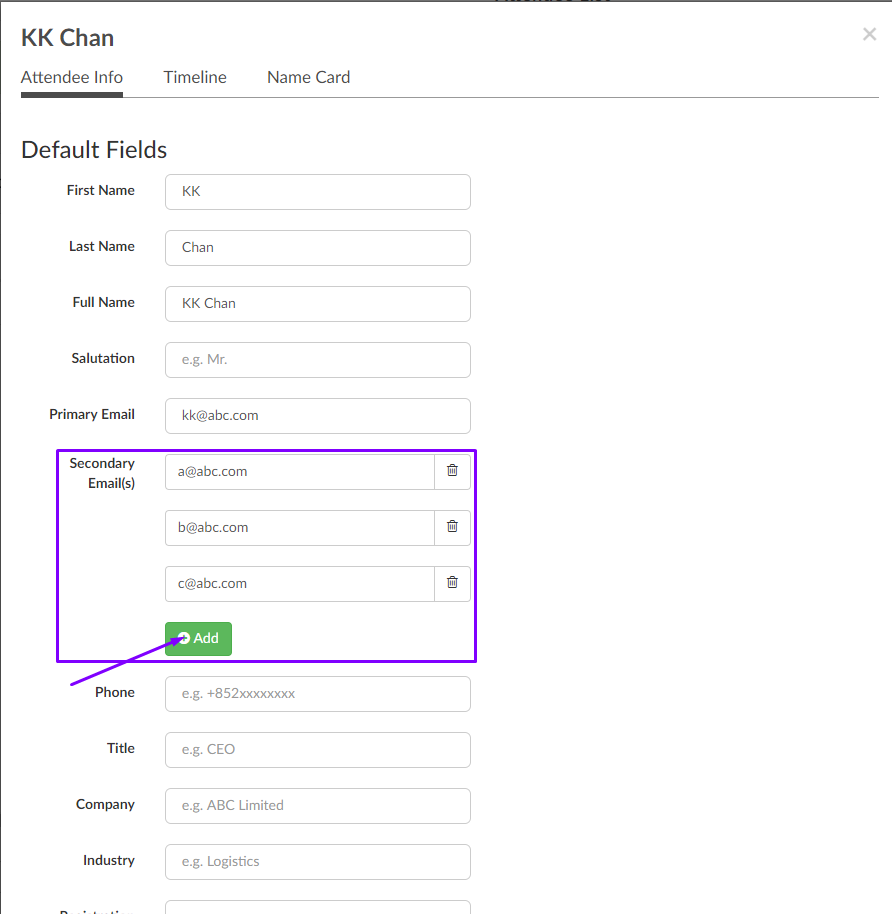 KK Chan
Attendee Info Timeline Name Card
Default Fields
First Name KK
Last Name Chan
Full Name KK Chan
Salutation e.g. Mr.
Primary Email kk@abc.com
Secondary Email(s) a@abc.com
b@abc.com
c@abc.com
Add
Phone e.g. +852xxxxxxxx
Title e.g. CEO
Company e.g. ABC Limited
Industry e.g. Logistics